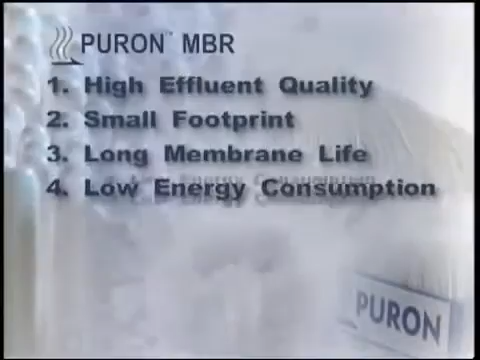 PURON™ MBR
1. High Effluent Quality
2. Small Footprint
3. Long Membrane Life
4. Low Energy Consumption
PURON